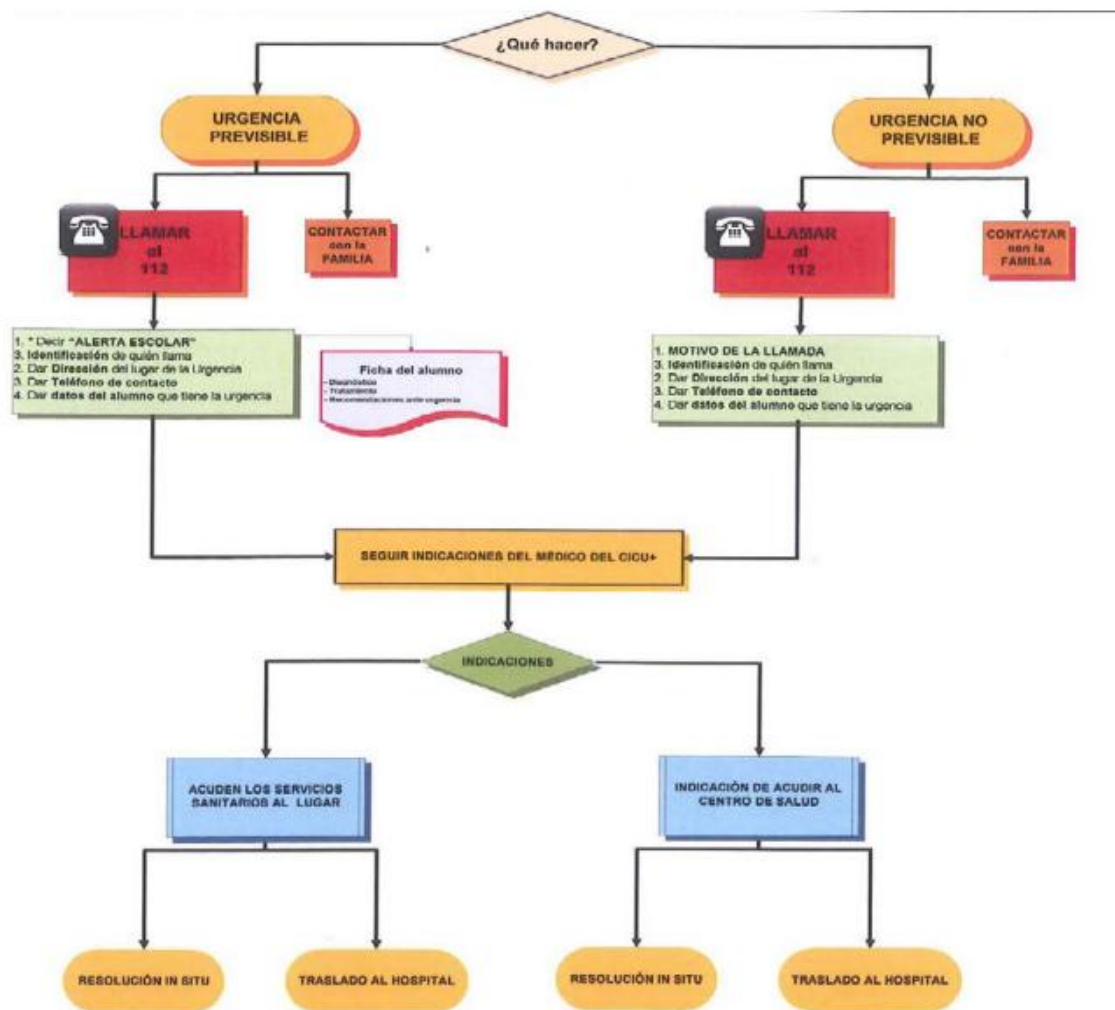 ¿Qué hacer?
URGENCIA
PREVISIBLE
URGENCIA NO
PREVISIBLE
LLAMAR
al
112
CONTACTAR
con la
FAMILIA
LLAMAR
al
112
CONTACTAR
con la
FAMILIA
1. * Decir "ALERTA ESCOLAR"
3. Identificación de quién llama
2. Dar Dirección del lugar de la Urgencia
3. Dar Teléfono de contacto
4. Dar datos del alumno que tiene la urgencia
Ficha del alumno
- Diagnóstico
- Tratamiento
- Recomendaciones ante urgencia
1. MOTIVO DE LA LLAMADA
3. Identificación de quién llama
2. Dar Dirección del lugar de la Urgencia
3. Dar Teléfono de contacto
4. Dar datos del alumno que tiene la urgencia
SEGUIR INDICACIONES DEL MÉDICO DEL CICU+
INDICACIONES
ACUDEN LOS SERVICIOS
SANITARIOS AL LUGAR
INDICACIÓN DE ACUDIR AL
CENTRO DE SALUD
RESOLUCIÓN IN SITU
TRASLADO AL HOSPITAL
RESOLUCIÓN IN SITU
TRASLADO AL HOSPITAL